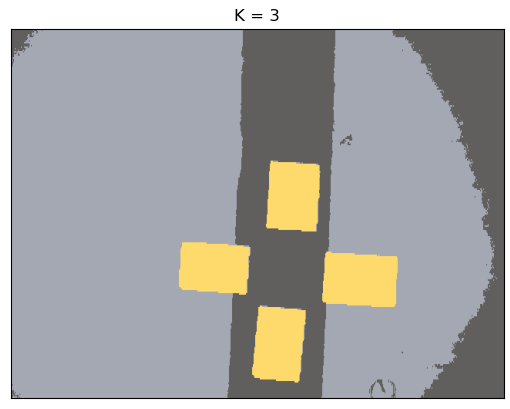 K = 3